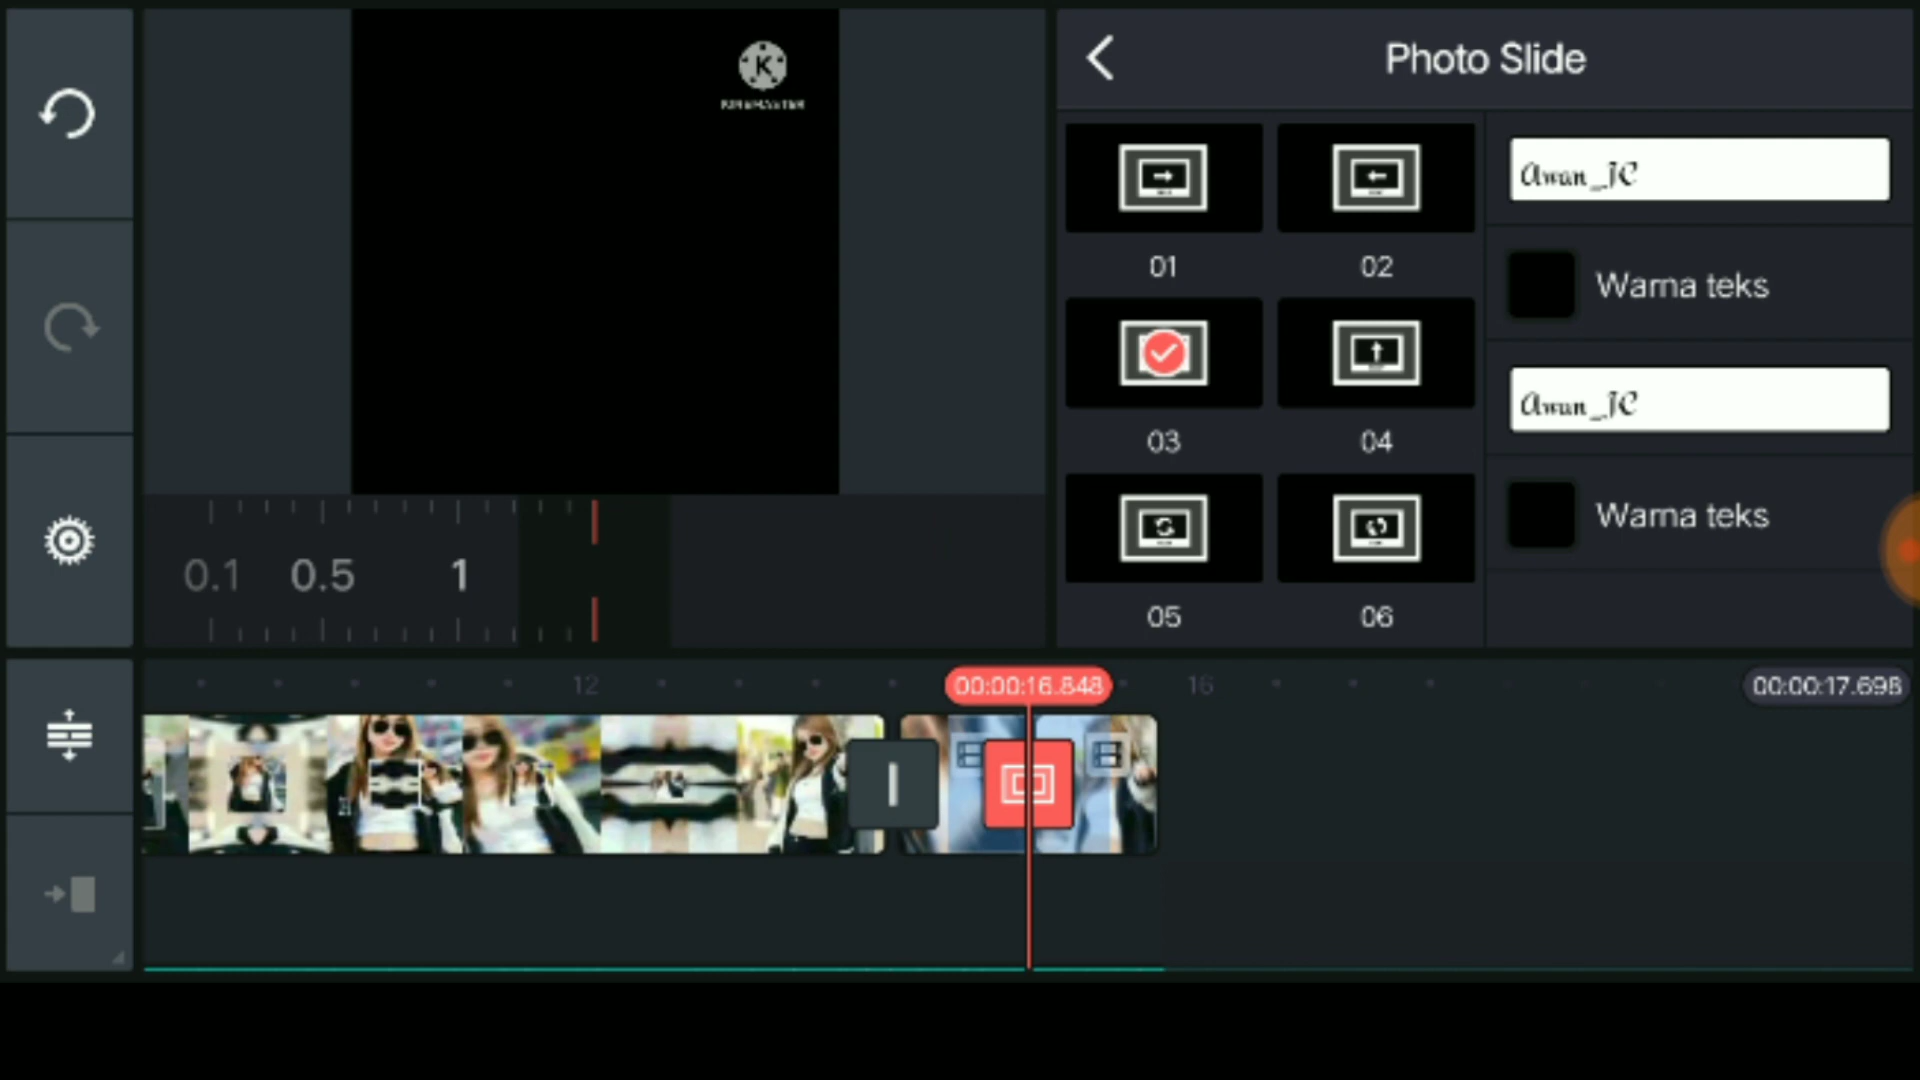 K
KINEMASTER
Photo Slide
01
02
03
04
05
06
Awan_JC
Warna teks
Awan_JC
Warna teks
0.1
0.5
1
12
00:00:16.848
16
00:00:17.698